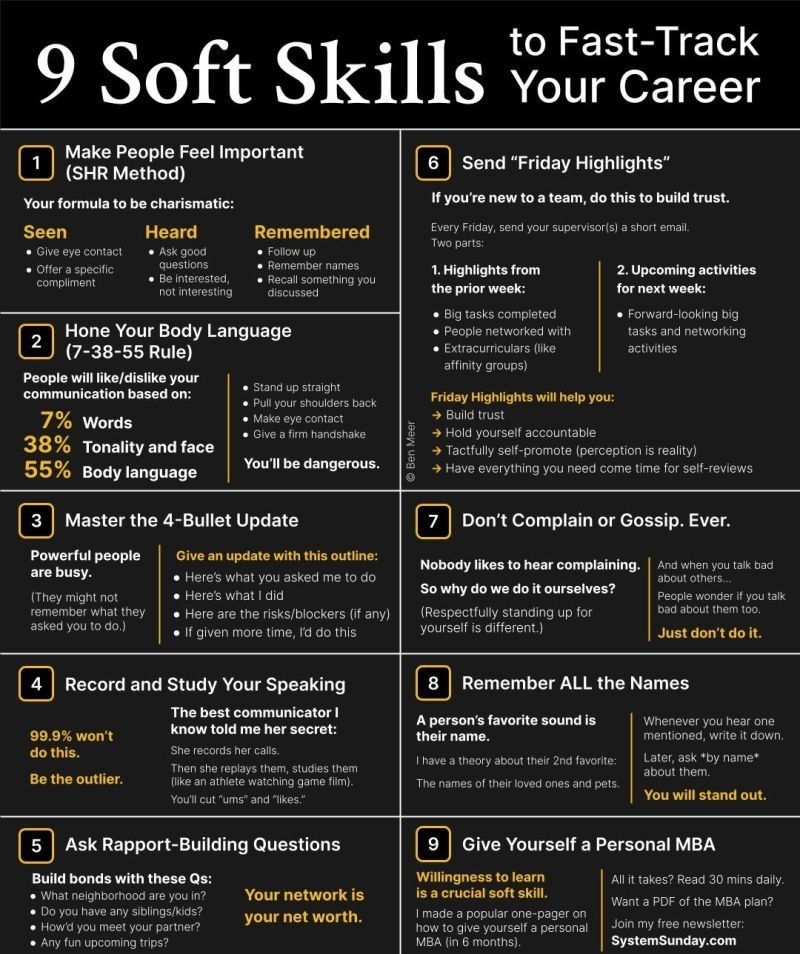 9 Soft Skills
to Fast-Track
Your Career
1
Make People Feel Important
(SHR Method)
Your formula to be charismatic:
Seen
• Give eye contact
• Offer a specific
compliment
Heard
• Ask good
questions
• Be interested,
not interesting
Remembered
• Follow up
• Remember names
• Recall something you
discussed
2
Hone Your Body Language
(7-38-55 Rule)
People will like/dislike your
communication based on:
7% Words
38% Tonality and face
55% Body language
• Stand up straight
• Pull your shoulders back
• Make eye contact
• Give a firm handshake
You'll be dangerous.
3
Master the 4-Bullet Update
Powerful people
are busy.
(They might not
remember what they
asked you to do.)
Give an update with this outline:
• Here's what you asked me to do
• Here's what I did
• Here are the risks/blockers (if any)
• If given more time, I'd do this
4
Record and Study Your Speaking
99.9% won't
do this.
Be the outlier.
The best communicator I
know told me her secret:
She records her calls.
Then she replays them, studies them
(like an athlete watching game film).
You'll cut "ums" and "likes."
5
Ask Rapport-Building Questions
Build bonds with these Qs:
• What neighborhood are you in?
• Do you have any siblings/kids?
• How'd you meet your partner?
• Any fun upcoming trips?
Your network is
your net worth.
6
Send "Friday Highlights"
If you're new to a team, do this to build trust.
Every Friday, send your supervisor(s) a short email.
Two parts:
1. Highlights from
the prior week:
• Big tasks completed
• People networked with
• Extracurriculars (like
affinity groups)
2. Upcoming activities
for next week:
• Forward-looking big
tasks and networking
activities
Friday Highlights will help you:
→ Build trust
→ Hold yourself accountable
→ Tactfully self-promote (perception is reality)
→ Have everything you need come time for self-reviews
© Ben Meer
7
Don't Complain or Gossip. Ever.
Nobody likes to hear complaining.
So why do we do it ourselves?
(Respectfully standing up for
yourself is different.)
And when you talk bad
about others...
People wonder if you talk
bad about them too.
Just don't do it.
8
Remember ALL the Names
A person's favorite sound is
their name.
I have a theory about their 2nd favorite:
The names of their loved ones and pets.
Whenever you hear one
mentioned, write it down.
Later, ask *by name*
about them.
You will stand out.
9
Give Yourself a Personal MBA
Willingness to learn
is a crucial soft skill.
I made a popular one-pager on
how to give yourself a personal
MBA (in 6 months).
All it takes? Read 30 mins daily.
Want a PDF of the MBA plan?
Join my free newsletter:
SystemSunday.com